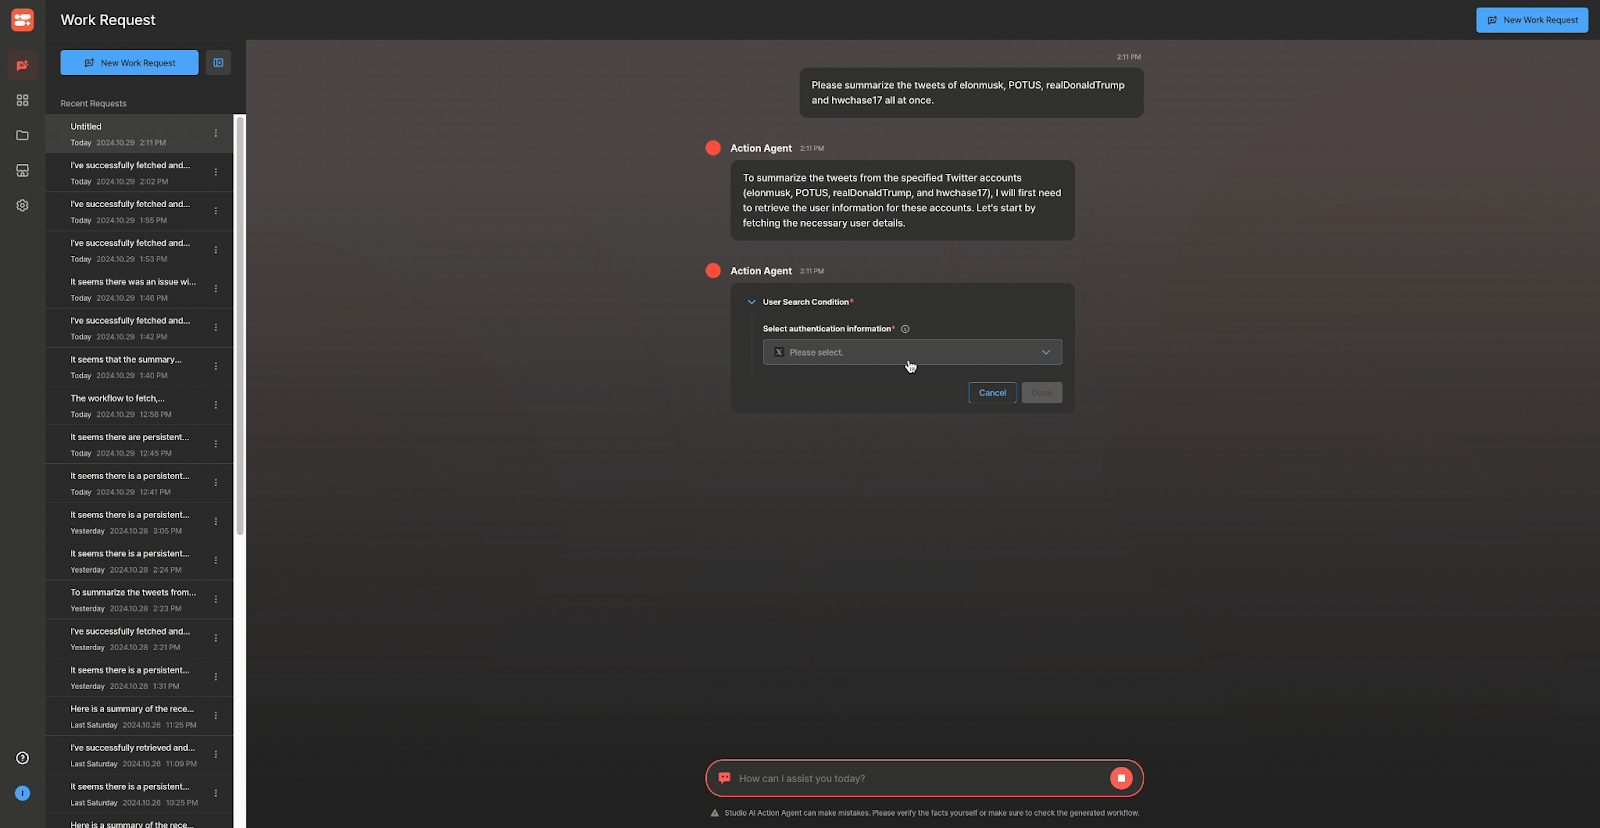 Work Request
New Work Request
New Work Request
Recent Requests
Untitled
Today 2024.10.29 2:11 PM
I've successfully fetched and...
Today 2024.10.29 2:02 PM
I've successfully fetched and...
Today 2024.10.29 1:55 PM
I've successfully fetched and...
Today 2024.10.29 1:53 PM
It seems there was an issue wi...
Today 2024.10.29 1:46 PM
I've successfully fetched and...
Today 2024.10.29 1:42 PM
It seems that the summary...
Today 2024.10.29 1:40 PM
The workflow to fetch,...
Today 2024.10.29 12:58 PM
It seems there are persistent...
Today 2024.10.29 12:45 PM
It seems there is a persistent...
Today 2024.10.29 12:41 PM
It seems there is a persistent...
Yesterday 2024.10.28 3:05 PM
It seems there is a persistent...
Yesterday 2024.10.28 2:24 PM
To summarize the tweets from...
Yesterday 2024.10.28 2:23 PM
I've successfully fetched and...
Yesterday 2024.10.28 2:21 PM
It seems there is a persistent...
Yesterday 2024.10.28 1:31 PM
Here is a summary of the rece...
Last Saturday 2024.10.26 11:25 PM
I've successfully retrieved and...
Last Saturday 2024.10.26 11:09 PM
It seems there is a persistent...
Last Saturday 2024.10.26 10:25 PM
Here is a summary of the rece...
I
2:11 PM
Please summarize the tweets of elonmusk, POTUS, realDonaldTrump
and hwchase17 all at once.
Action Agent 2:11 PM
To summarize the tweets from the specified Twitter accounts
(elonmusk, POTUS, realDonaldTrump, and hwchase17), I will first need
to retrieve the user information for these accounts. Let's start by
fetching the necessary user details.
Action Agent 2:11 PM
User Search Condition*
Select authentication information*
X Please select.
Cancel Done
How can I assist you today?
Studio AI Action Agent can make mistakes. Please verify the facts yourself or make sure to check the generated workflow.